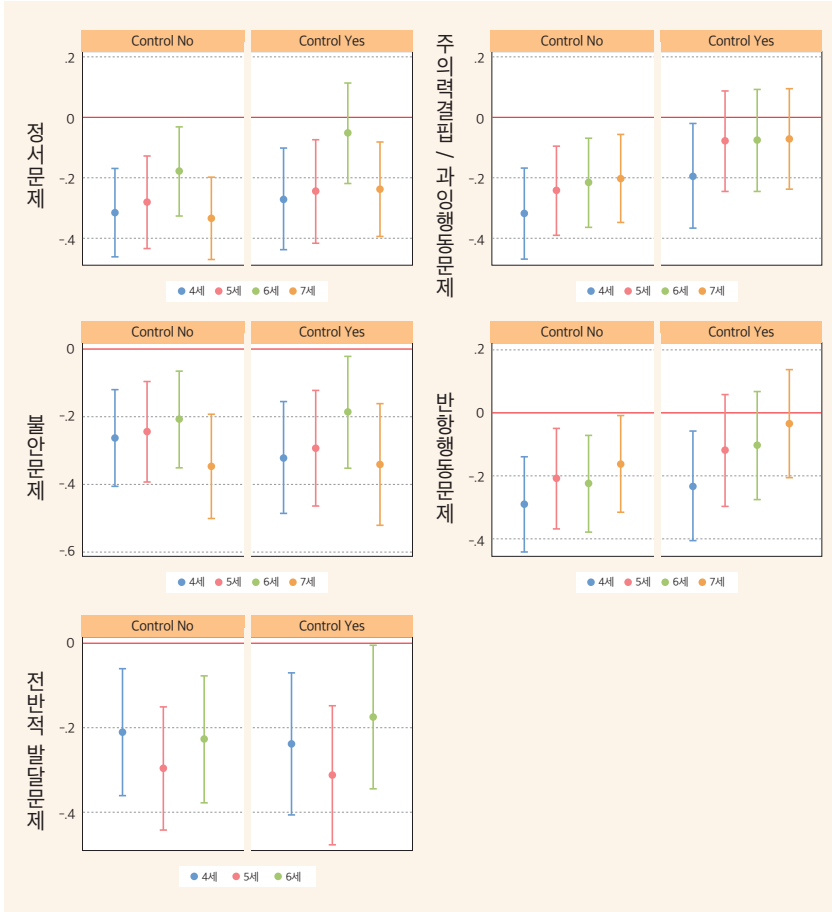 정서문제
Control No
Control Yes
.2
0
-.2
-.4
4세 5세 6세 7세
주의력결핍 / 과잉행동문제
Control No
Control Yes
.2
0
-.2
-.4
4세 5세 6세 7세
불안문제
Control No
Control Yes
0
-.2
-.4
-.6
4세 5세 6세 7세
반항행동문제
Control No
Control Yes
.2
0
-.2
-.4
4세 5세 6세 7세
전반적 발달문제
Control No
Control Yes
0
-.2
-.4
4세 5세 6세